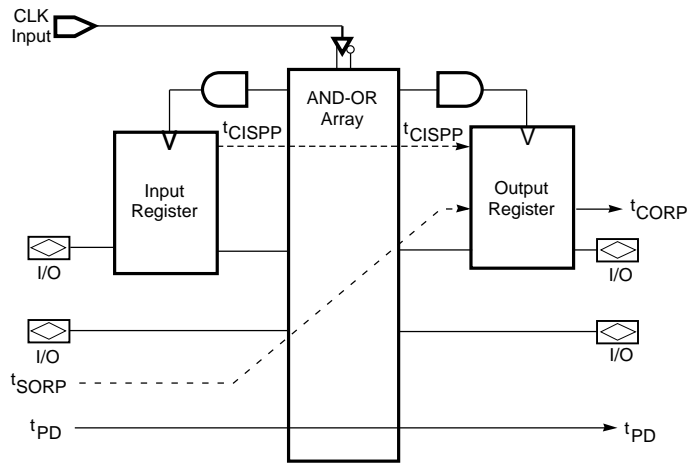 CLK
Input
AND-OR
Array
tCISPP
tCISPP
Input
Register
Output
Register
tCORP
I/O
I/O
I/O
I/O
tSORP
tPD
tPD